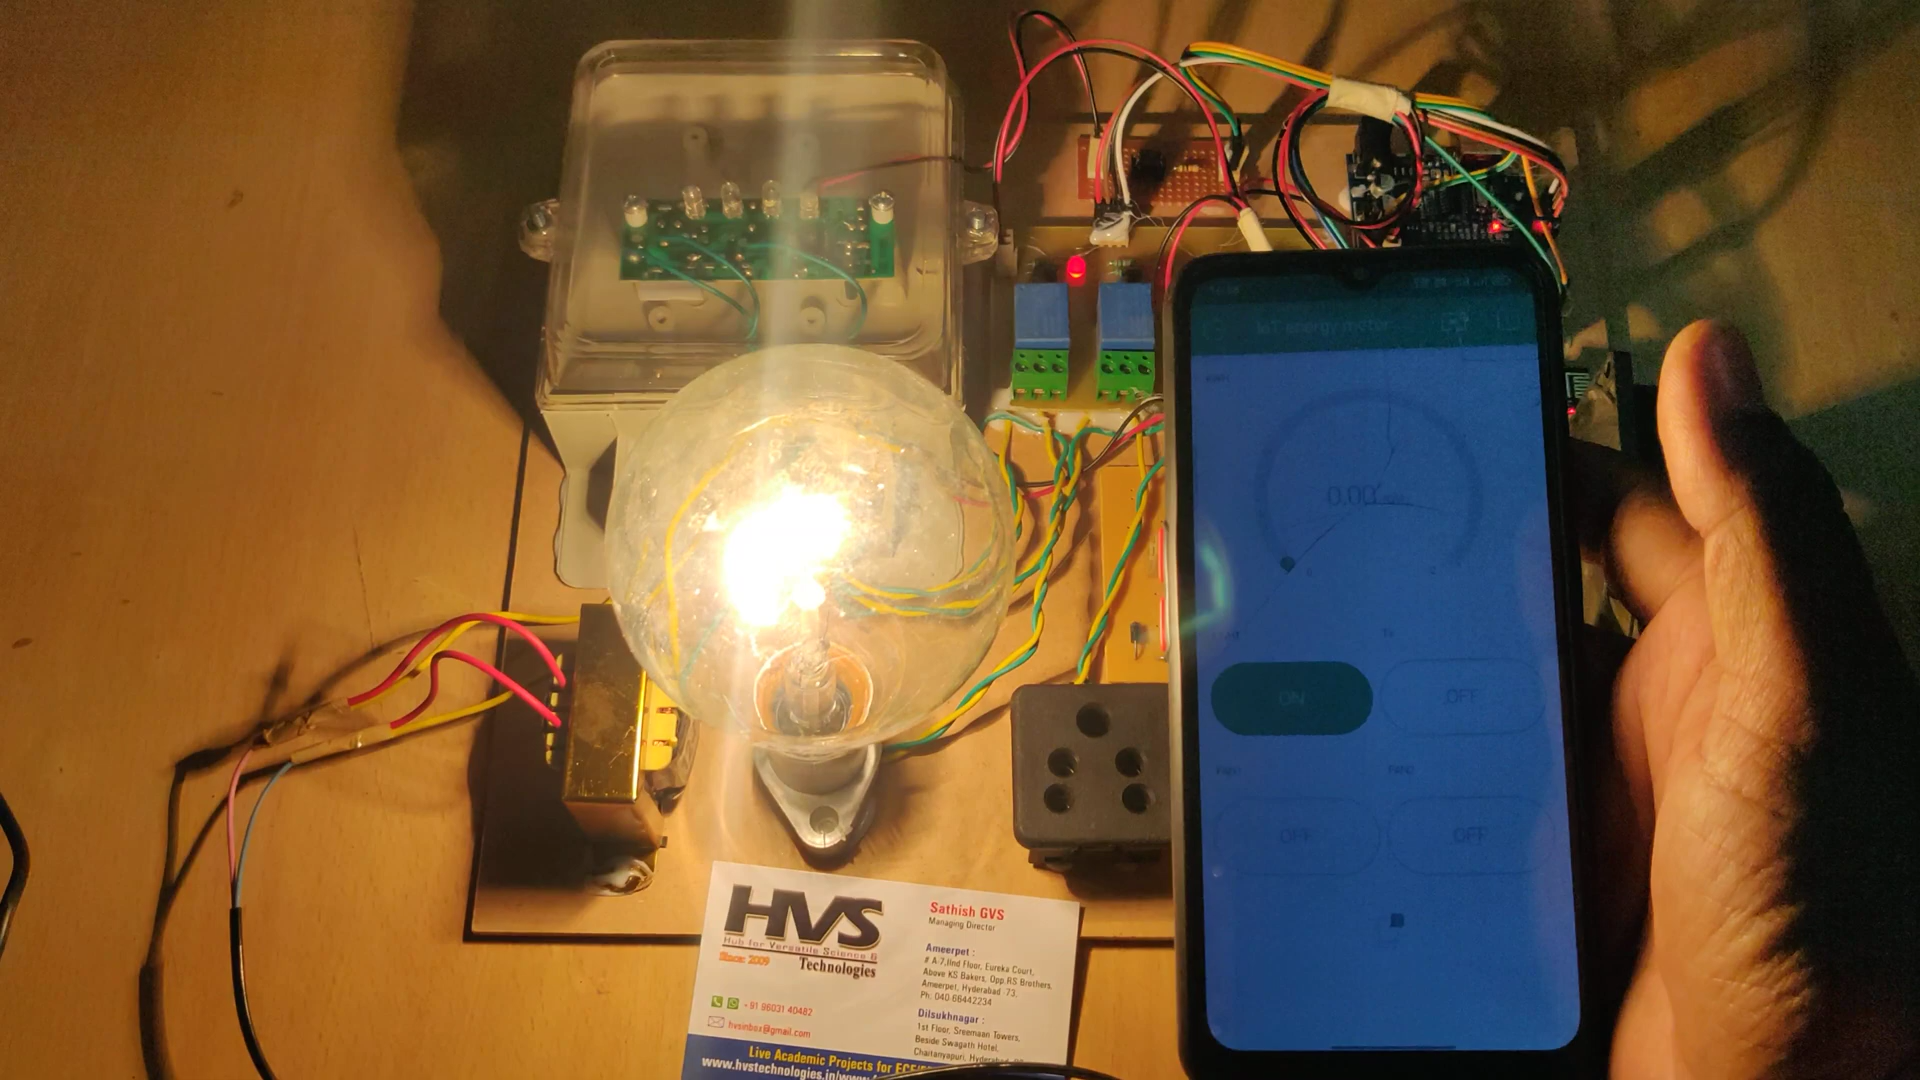 IoT energy meter
0.00
ON
OFF
OFF
OFF
HVS
Hub for Versatile Science &
Technologies
Since 2009
+91 96031 40482
hvsinbox@gmail.com
Sathish GVS
Managing Director
Ameerpet :
# A-7,IInd Floor, Eureka Court,
Above KS Bakers, Opp.RS Brothers,
Ameerpet, Hyderabad -73,
Ph: 040-66442234
Dilsukhnagar :
1st Floor, Sreemaan Towers,
Beside Swagath Hotel,
Chaitanyapuri, Hyderabad
Live Academic Projects for
www.hvstechnologies.in